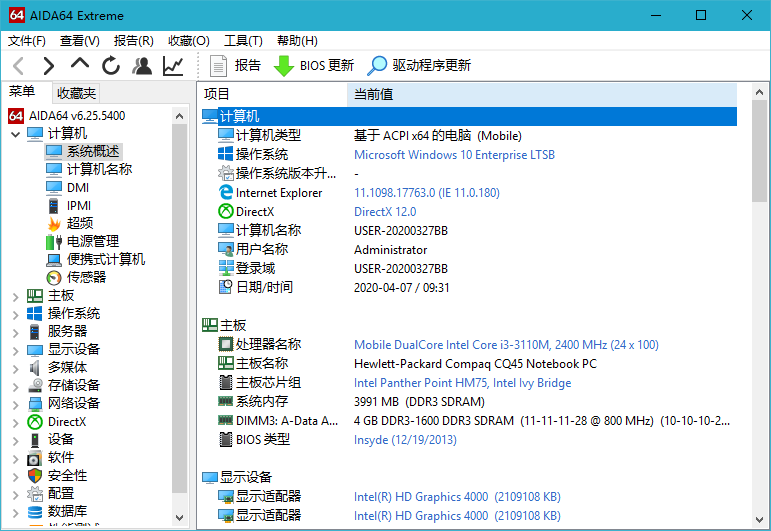 64 AIDA64 Extreme
文件(F) 查看(V) 报告(R) 收藏(O) 工具(T) 帮助(H)
报告 BIOS 更新 驱动程序更新
菜单 收藏夹
64 AIDA64 v6.25.5400
计算机
系统概述
计算机名称
DMI
IPMI
超频
电源管理
便携式计算机
传感器
主板
操作系统
服务器
显示设备
多媒体
存储设备
网络设备
DirectX
设备
软件
安全性
配置
数据库
项目 当前值
计算机
计算机类型 基于 ACPI x64 的电脑 (Mobile)
操作系统 Microsoft Windows 10 Enterprise LTSB
操作系统版本升... -
Internet Explorer 11.1098.17763.0 (IE 11.0.180)
DirectX DirectX 12.0
计算机名称 USER-20200327BB
用户名称 Administrator
登录域 USER-20200327BB
日期/时间 2020-04-07 / 09:31
主板
处理器名称 Mobile DualCore Intel Core i3-3110M, 2400 MHz (24 x 100)
主板名称 Hewlett-Packard Compaq CQ45 Notebook PC
主板芯片组 Intel Panther Point HM75, Intel Ivy Bridge
系统内存 3991 MB (DDR3 SDRAM)
DIMM3: A-Data A... 4 GB DDR3-1600 DDR3 SDRAM (11-11-11-28 @ 800 MHz) (10-10-10-2...
BIOS 类型 Insyde (12/19/2013)
显示设备
显示适配器 Intel(R) HD Graphics 4000 (2109108 KB)
显示适配器 Intel(R) HD Graphics 4000 (2109108 KB)